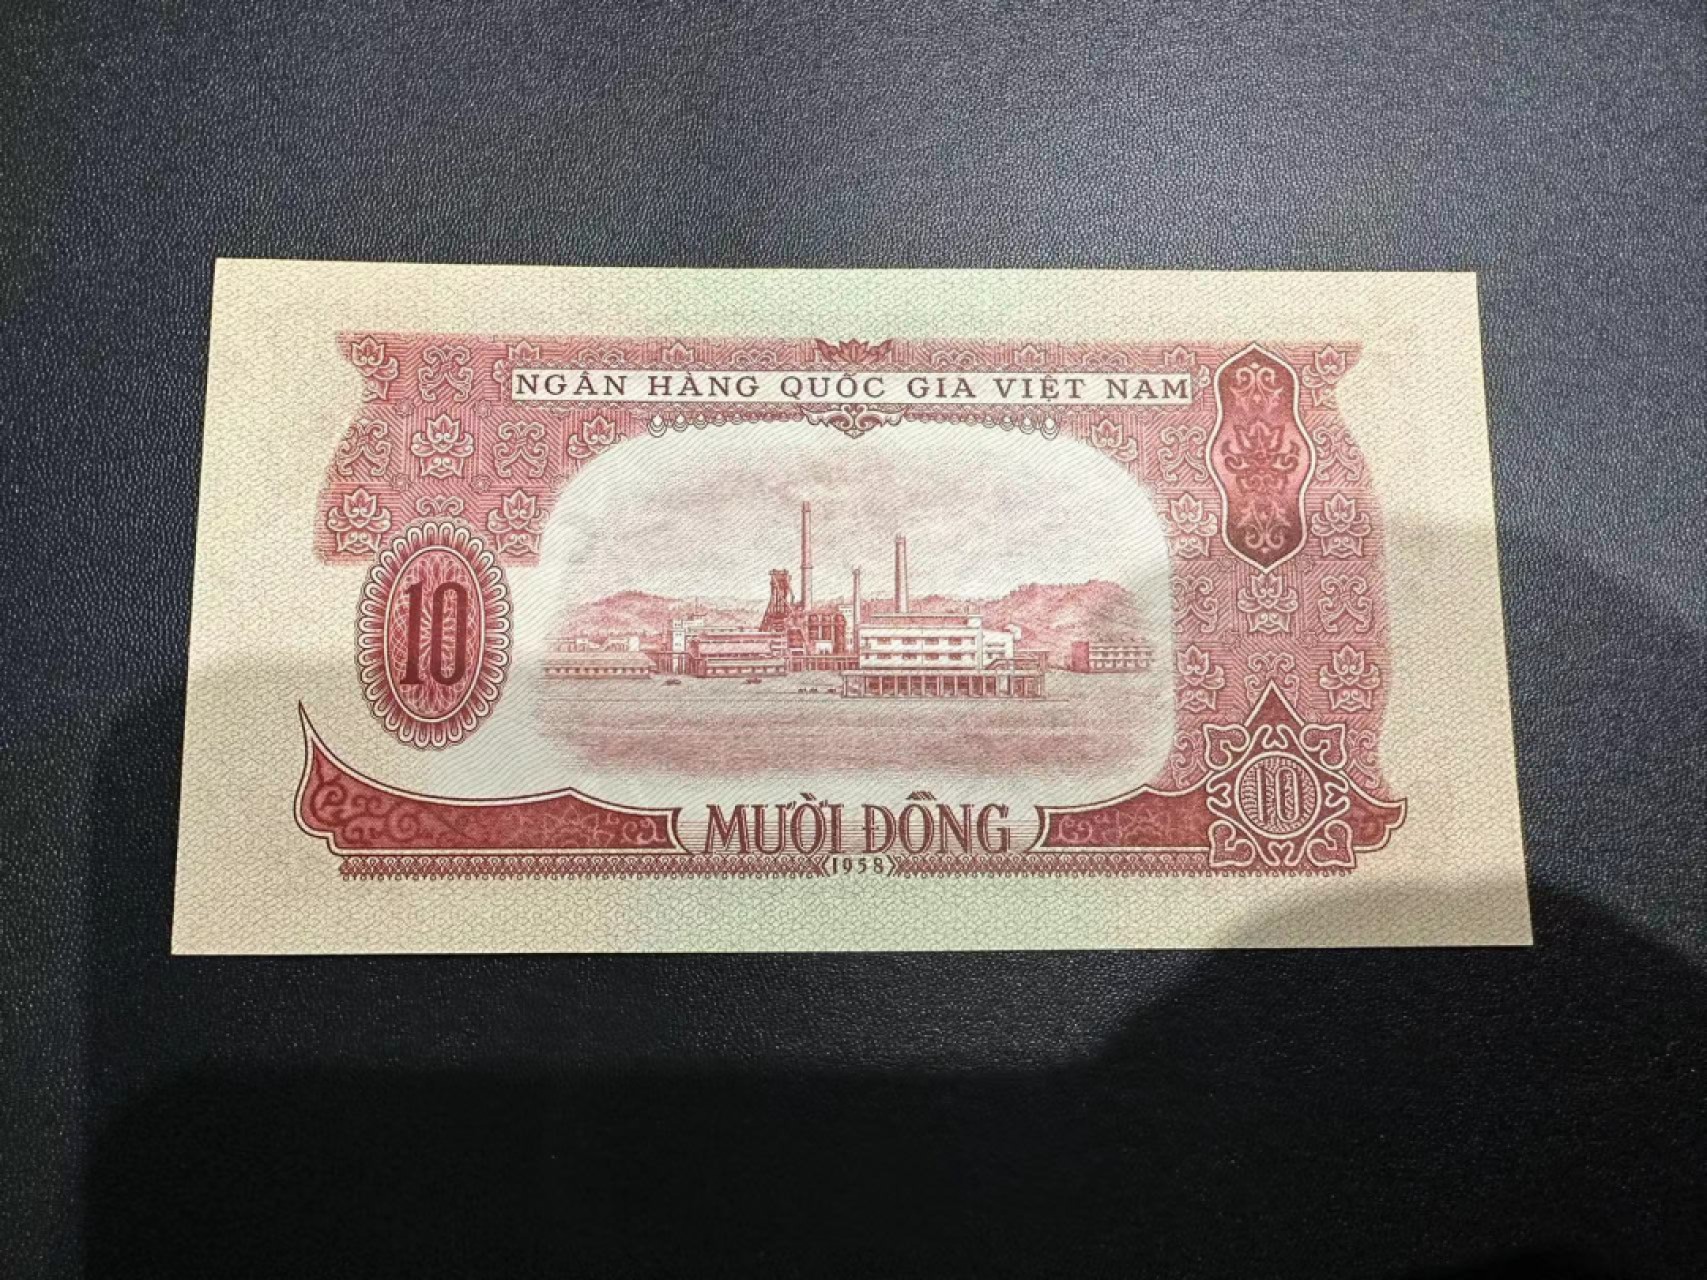 NGÂN HÀNG QUỐC GIA VIỆT NAM
10
10
MƯỜI ĐỒNG
1958